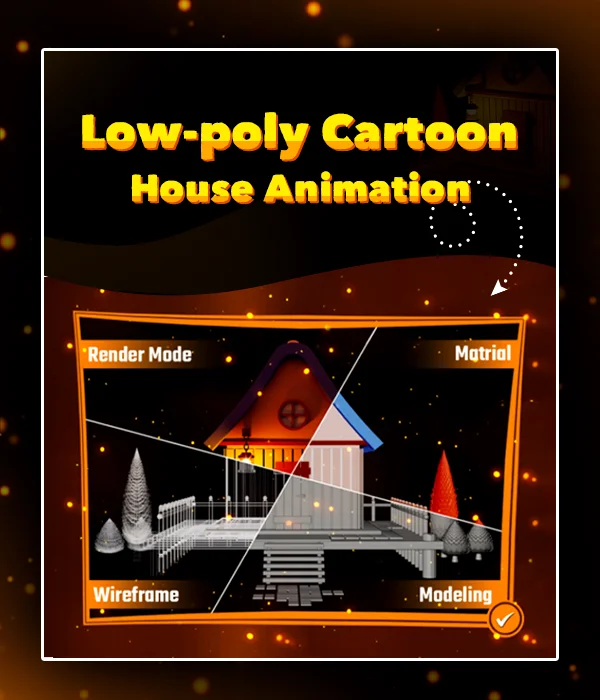 Low-poly Cartoon
House Animation
Render Mode
Matrial
Wireframe
Modeling